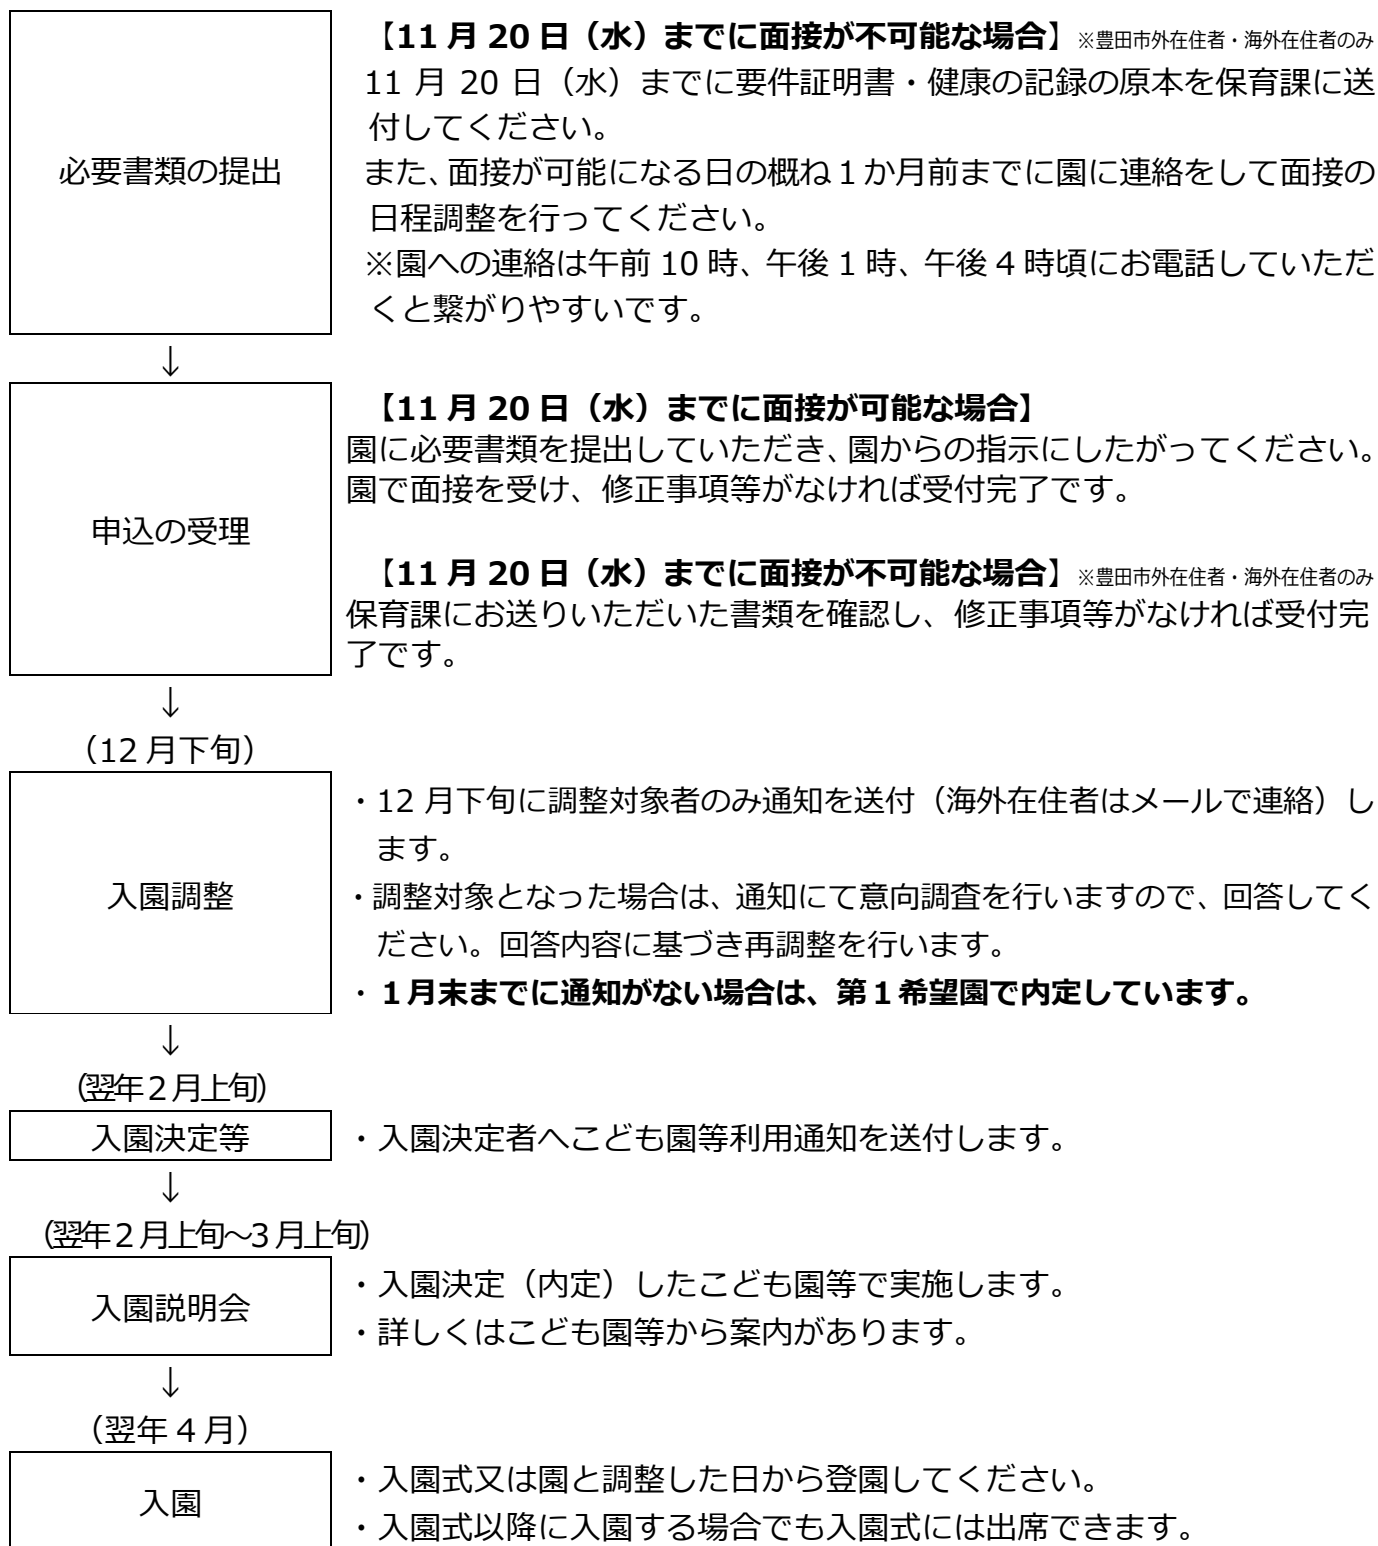 必要書類の提出
【11 月 20 日（水）までに面接が不可能な場合】※豊田市外在住者・海外在住者のみ
11 月 20 日（水）までに要件証明書・健康の記録の原本を保育課に送
付してください。
また、面接が可能になる日の概ね１か月前までに園に連絡をして面接の
日程調整を行ってください。
※園への連絡は午前 10 時、午後 1 時、午後 4 時頃にお電話していただ
くと繋がりやすいです。
↓
申込の受理
【11 月 20 日（水）までに面接が可能な場合】
園に必要書類を提出していただき、園からの指示にしたがってください。
園で面接を受け、修正事項等がなければ受付完了です。
【11 月 20 日（水）までに面接が不可能な場合】※豊田市外在住者・海外在住者のみ
保育課にお送りいただいた書類を確認し、修正事項等がなければ受付完
了です。
↓
（12 月下旬）
入園調整
・12 月下旬に調整対象者のみ通知を送付（海外在住者はメールで連絡）し
ます。
・調整対象となった場合は、通知にて意向調査を行いますので、回答してく
ださい。回答内容に基づき再調整を行います。
・１月末までに通知がない場合は、第１希望園で内定しています。
↓
（翌年２月上旬）
入園決定等
・入園決定者へこども園等利用通知を送付します。
↓
（翌年２月上旬～3 月上旬）
入園説明会
・入園決定（内定）したこども園等で実施します。
・詳しくはこども園等から案内があります。
↓
（翌年 4 月）
入園
・入園式又は園と調整した日から登園してください。
・入園式以降に入園する場合でも入園式には出席できます。